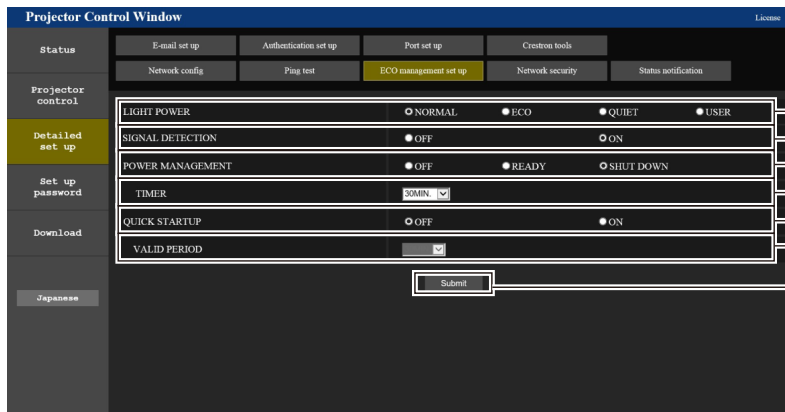 Projector Control Window
License
Status
E-mail set up
Authentication set up
Port set up
Crestron tools
Network config
Ping test
ECO management set up
Network security
Status notification
Projector
control
Detailed
set up
Set up
password
Download
Japanese
LIGHT POWER NORMAL ECO QUIET USER
SIGNAL DETECTION OFF ON
POWER MANAGEMENT OFF READY SHUT DOWN
TIMER 30MIN.
QUICK STARTUP OFF ON
VALID PERIOD
Submit